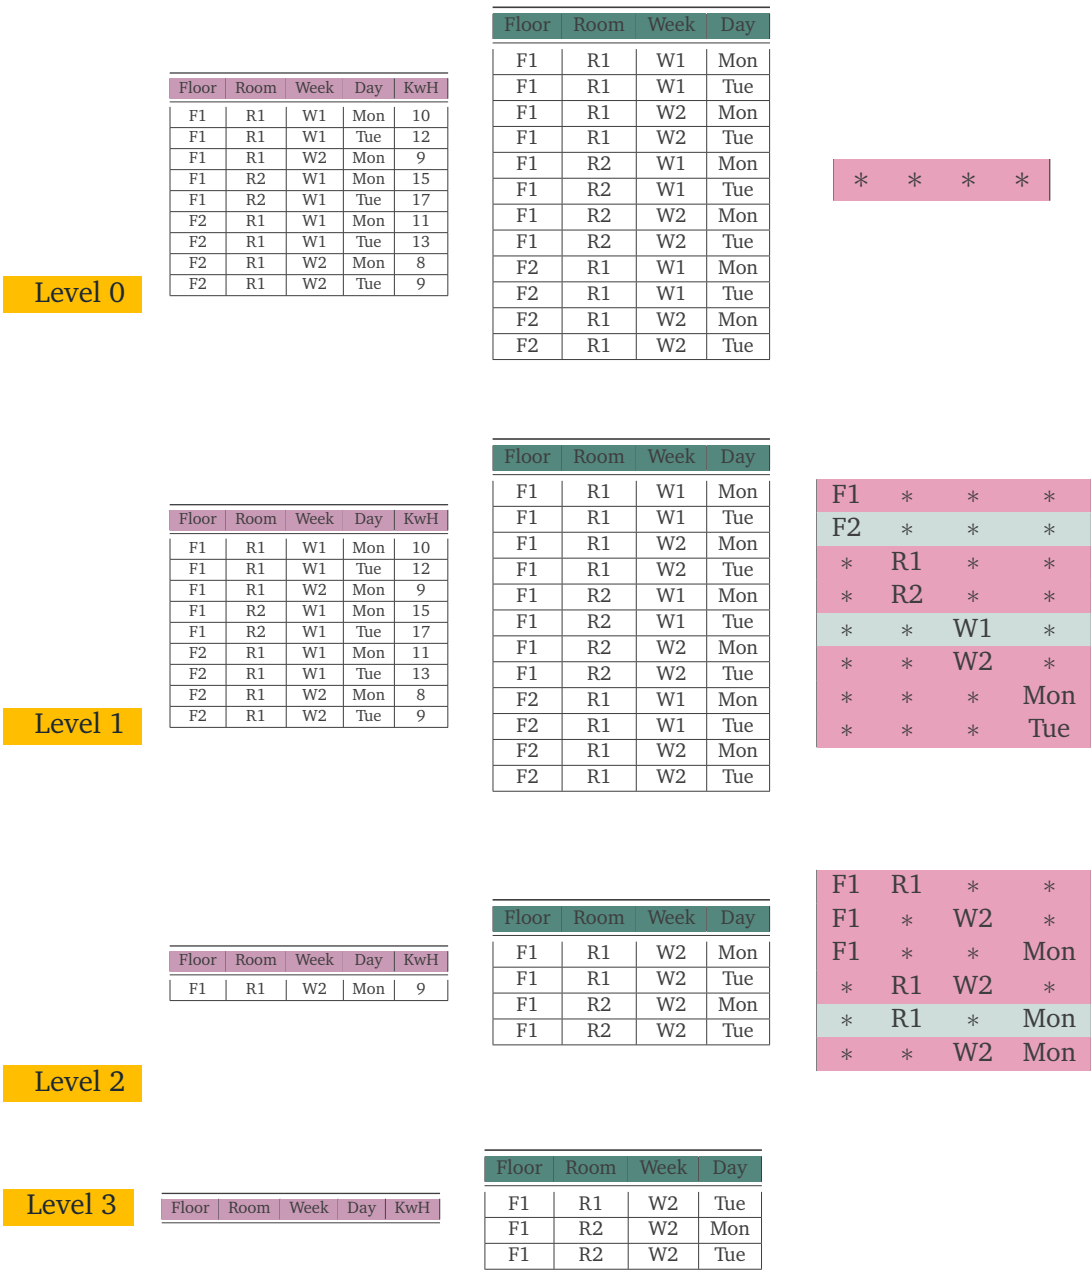 Level 0
Floor Room Week Day KwH
F1 R1 W1 Mon 10
F1 R1 W1 Tue 12
F1 R1 W2 Mon 9
F1 R2 W1 Mon 15
F1 R2 W1 Tue 17
F2 R1 W1 Mon 11
F2 R1 W1 Tue 13
F2 R1 W2 Mon 8
F2 R1 W2 Tue 9
Floor Room Week Day
F1 R1 W1 Mon
F1 R1 W1 Tue
F1 R1 W2 Mon
F1 R1 W2 Tue
F1 R2 W1 Mon
F1 R2 W1 Tue
F1 R2 W2 Mon
F1 R2 W2 Tue
F2 R1 W1 Mon
F2 R1 W1 Tue
F2 R1 W2 Mon
F2 R1 W2 Tue
* * * *
Level 1
Floor Room Week Day KwH
F1 R1 W1 Mon 10
F1 R1 W1 Tue 12
F1 R1 W2 Mon 9
F1 R2 W1 Mon 15
F1 R2 W1 Tue 17
F2 R1 W1 Mon 11
F2 R1 W1 Tue 13
F2 R1 W2 Mon 8
F2 R1 W2 Tue 9
Floor Room Week Day
F1 R1 W1 Mon
F1 R1 W1 Tue
F1 R1 W2 Mon
F1 R1 W2 Tue
F1 R2 W1 Mon
F1 R2 W1 Tue
F1 R2 W2 Mon
F1 R2 W2 Tue
F2 R1 W1 Mon
F2 R1 W1 Tue
F2 R1 W2 Mon
F2 R1 W2 Tue
F1 * * *
F2 * * *
* R1 * *
* R2 * *
* * W1 *
* * W2 *
* * * Mon
* * * Tue
Level 2
Floor Room Week Day KwH
F1 R1 W2 Mon 9
Floor Room Week Day
F1 R1 W2 Mon
F1 R1 W2 Tue
F1 R2 W2 Mon
F1 R2 W2 Tue
F1 R1 * *
F1 * W2 *
F1 * * Mon
* R1 W2 *
* R1 * Mon
* * W2 Mon
Level 3
Floor Room Week Day KwH
Floor Room Week Day
F1 R1 W2 Tue
F1 R2 W2 Mon
F1 R2 W2 Tue